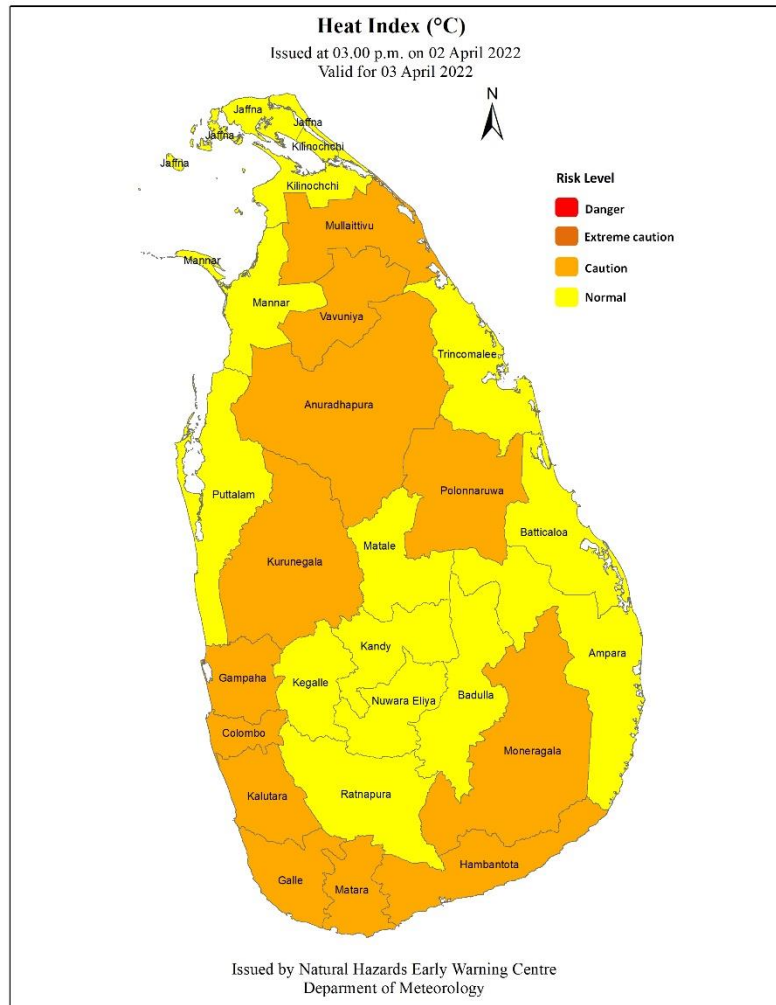 Heat Index (°C)
Issued at 03.00 p.m. on 02 April 2022
Valid for 03 April 2022
N
Jaffna
Jaffna
Jaffna
Jaffna
Kilinochchi
Kilinochchi
Risk Level
Danger
Extreme caution
Caution
Normal
Mullaittivu
Mannar
Mannar
Vavuniya
Trincomalee
Anuradhapura
Puttalam
Polonnaruwa
Batticaloa
Matale
Kurunegala
Kandy
Ampara
Gampaha
Kegalle
Nuwara Eliya
Badulla
Colombo
Moneragala
Kalutara
Ratnapura
Hambantota
Galle
Matara
Issued by Natural Hazards Early Warning Centre
Deparment of Meteorology